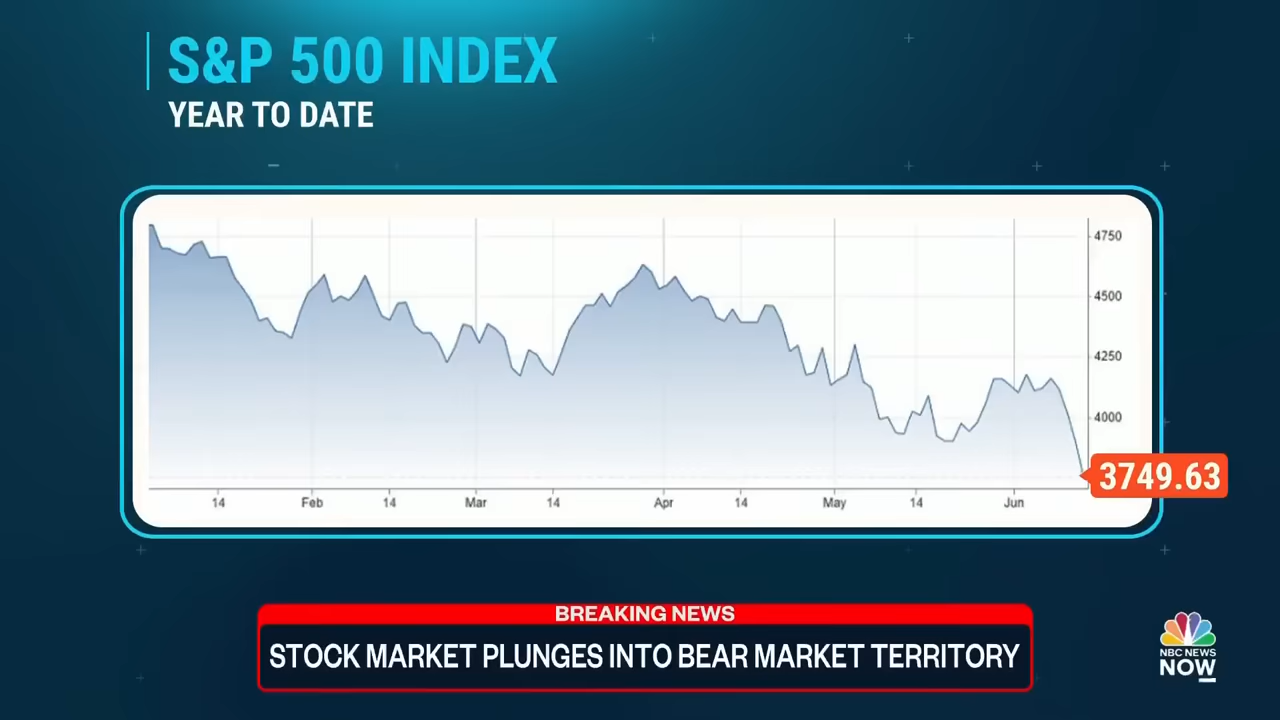 S&P 500 INDEX
YEAR TO DATE
4750
4500
4250
4000
3749.63
14
Feb
14
Mar
14
Apr
14
May
14
Jun
BREAKING NEWS
STOCK MARKET PLUNGES INTO BEAR MARKET TERRITORY
NBC NEWS
NOW